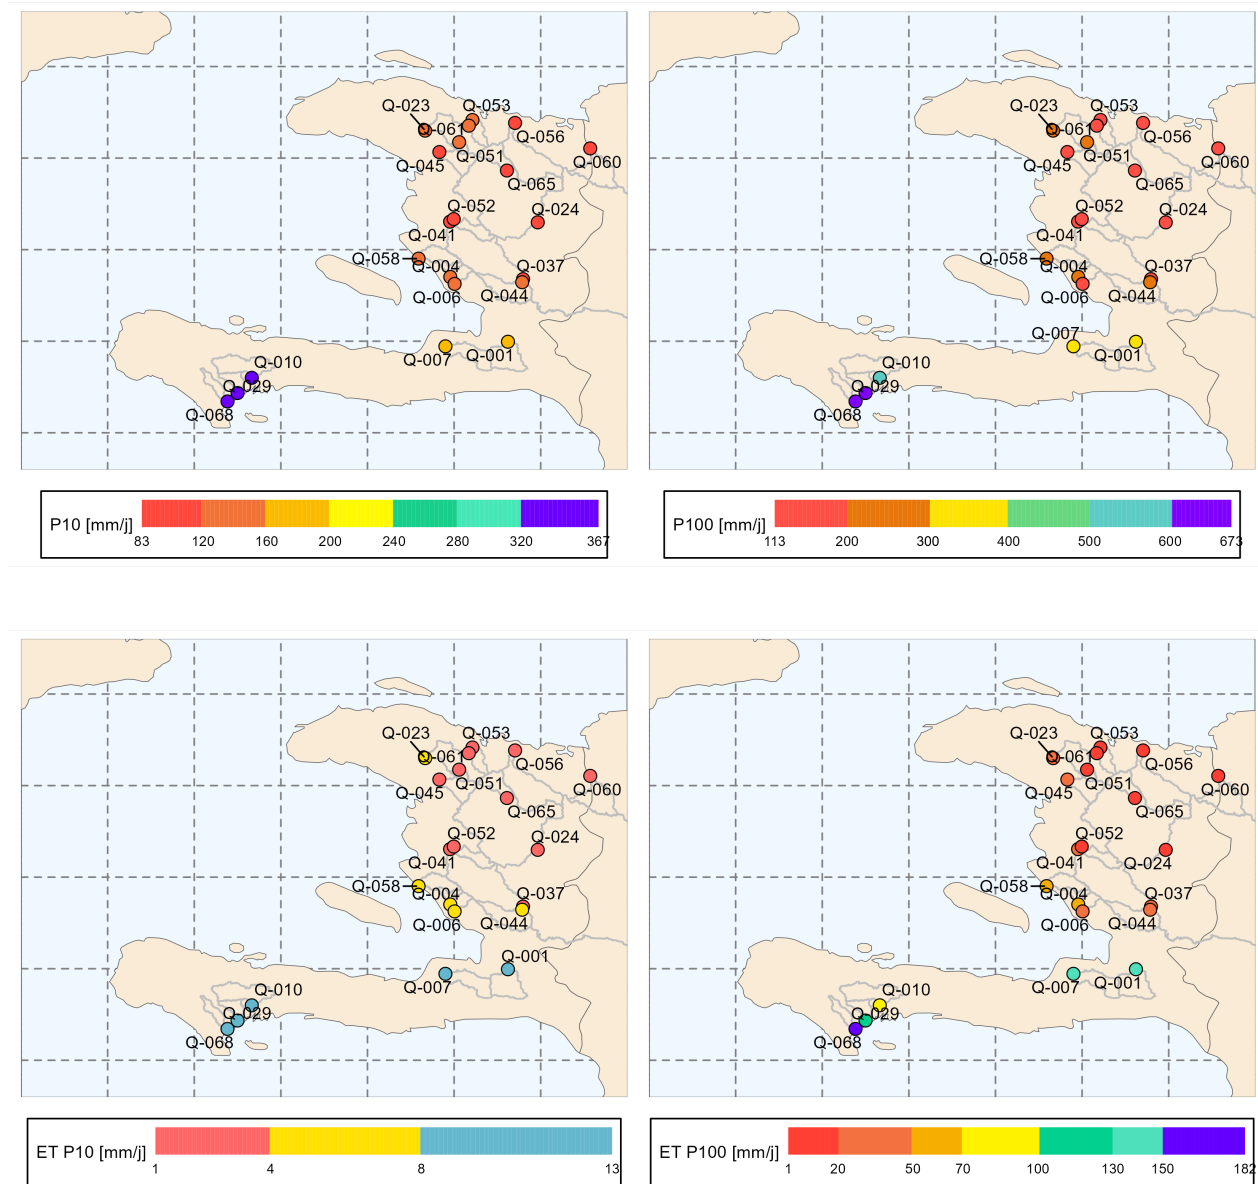 Q-023
Q-053
Q-061
Q-056
Q-045
Q-051
Q-060
Q-065
Q-052
Q-024
Q-041
Q-058
Q-004
Q-037
Q-006
Q-044
Q-007
Q-001
Q-010
Q-029
Q-068
P10 [mm/j]
83 120 160 200 240 280 320 367
Q-023
Q-053
Q-061
Q-056
Q-045
Q-051
Q-060
Q-065
Q-052
Q-024
Q-041
Q-058
Q-004
Q-037
Q-006
Q-044
Q-007
Q-001
Q-010
Q-029
Q-068
P100 [mm/j]
113 200 300 400 500 600 673
Q-023
Q-053
Q-061
Q-056
Q-045
Q-051
Q-060
Q-065
Q-052
Q-024
Q-041
Q-058
Q-004
Q-037
Q-006
Q-044
Q-001
Q-007
Q-010
Q-029
Q-068
ET P10 [mm/j]
1 4 8 13
Q-023
Q-053
Q-061
Q-056
Q-045
Q-051
Q-060
Q-065
Q-052
Q-041
Q-024
Q-058
Q-004
Q-037
Q-006
Q-044
Q-007
Q-001
Q-010
Q-029
Q-068
ET P100 [mm/j]
1 20 50 70 100 130 150 182